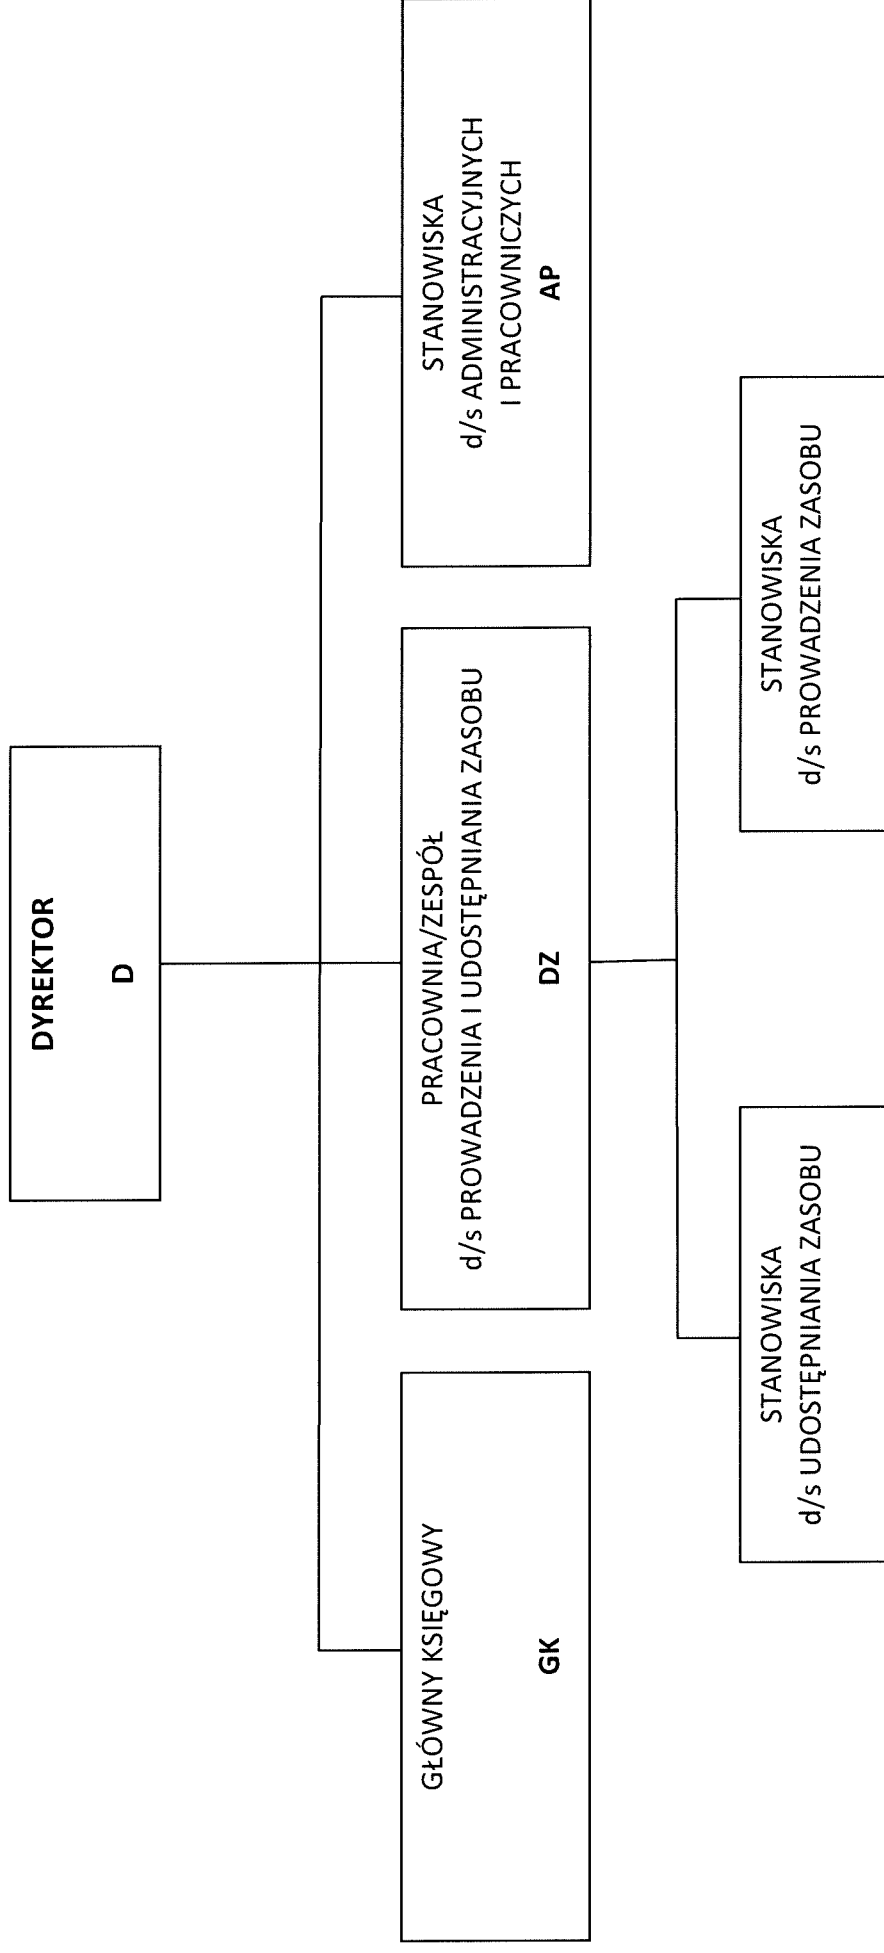 DYREKTOR
D
GŁÓWNY KSIĘGOWY
GK
PRACOWNIA/ZESPÓŁ
d/s PROWADZENIA I UDOSTĘPNIANIA ZASOBU
DZ
STANOWISKA
d/s ADMINISTRACYJNYCH
I PRACOWNICZYCH
AP
STANOWISKA
d/s UDOSTĘPNIANIA ZASOBU
STANOWISKA
d/s PROWADZENIA ZASOBU